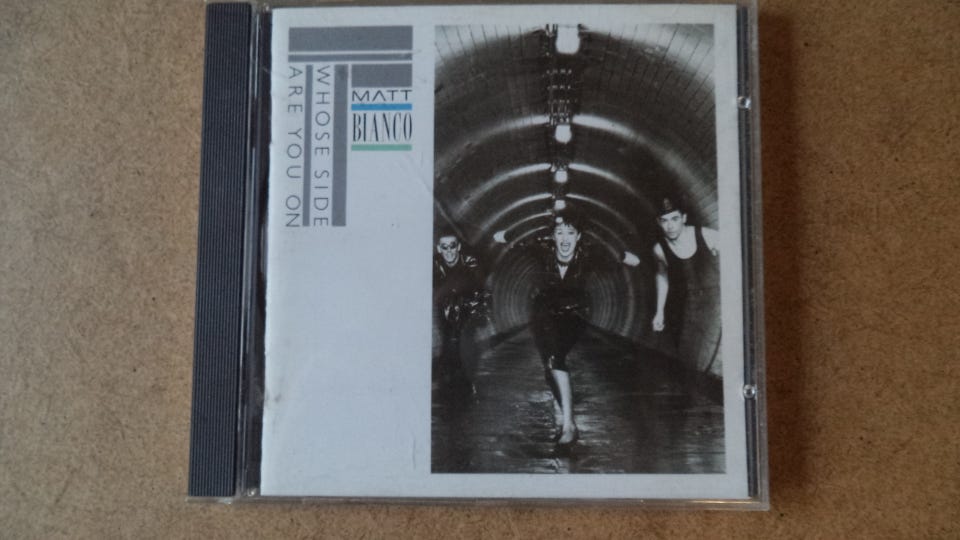 MATT
BIANCO
WHOSE SIDE
ARE YOU ON